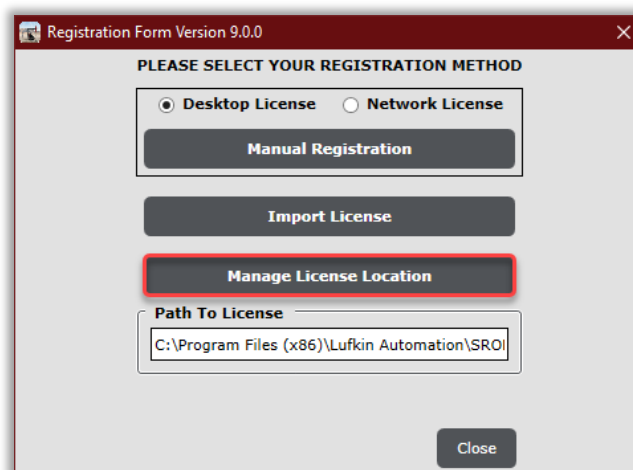 Registration Form Version 9.0.0
PLEASE SELECT YOUR REGISTRATION METHOD
Desktop License Network License
Manual Registration
Import License
Manage License Location
Path To License
C:\Program Files (x86)\Lufkin Automation\SROI
Close